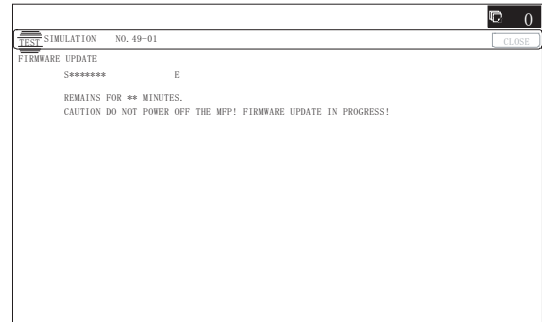 0
TEST SIMULATION NO. 49-01 CLOSE
FIRMWARE UPDATE
S******* E
REMAINS FOR ** MINUTES.
CAUTION DO NOT POWER OFF THE MFP! FIRMWARE UPDATE IN PROGRESS!